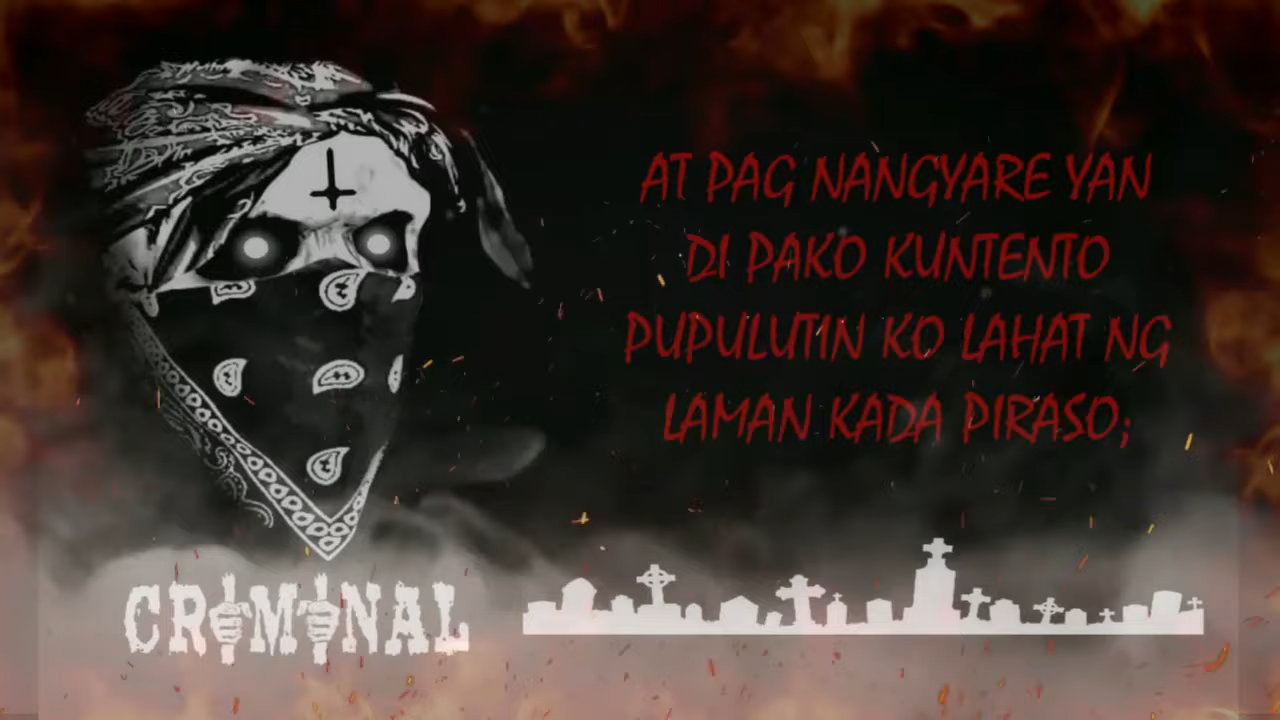 AT PAG NANGYARE YAN
DI PAKO KUNTENTO
PUPULUTIN KO LAHAT NG
LAMAN KADA PIRASO;
CRIMINAL